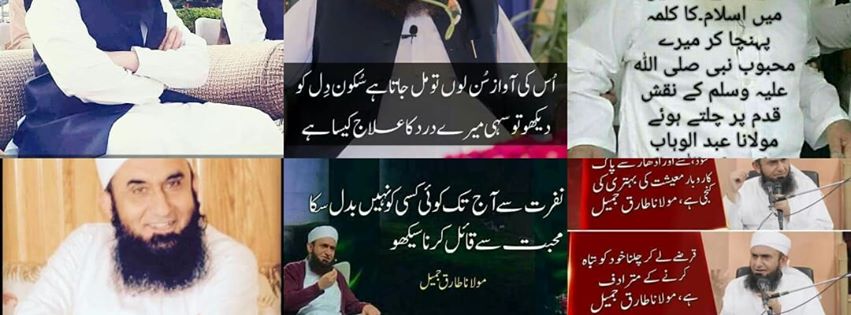 اُس کی آواز سُن لوں تو مل جاتا ہے سُکون دِل کو
دیکھو تو سہی میرے درد کا علاج کیسا ہے
میں اسلام۔کا کلمہ
پہنچا کر میرے
محبوب نبی صلی اللہ
علیہ وسلم کے نقش
قدم پر چلتے ہوئے
مولانا عبد الوہاب
نفرت سے آج تک کوئی کسی کو نہیں بدل سکا
محبت سے قائل کرنا سیکھو
مولانا طارق جمیل
سود، سٹے اور ادھار سے پاک
کاروبار معیشت کی بہتری کی
کنجی ہے، مولانا طارق جمیل
قرضے لے کر چلنا خود کو تباہ
کرنے کے مترادف
ہے، مولانا طارق جمیل